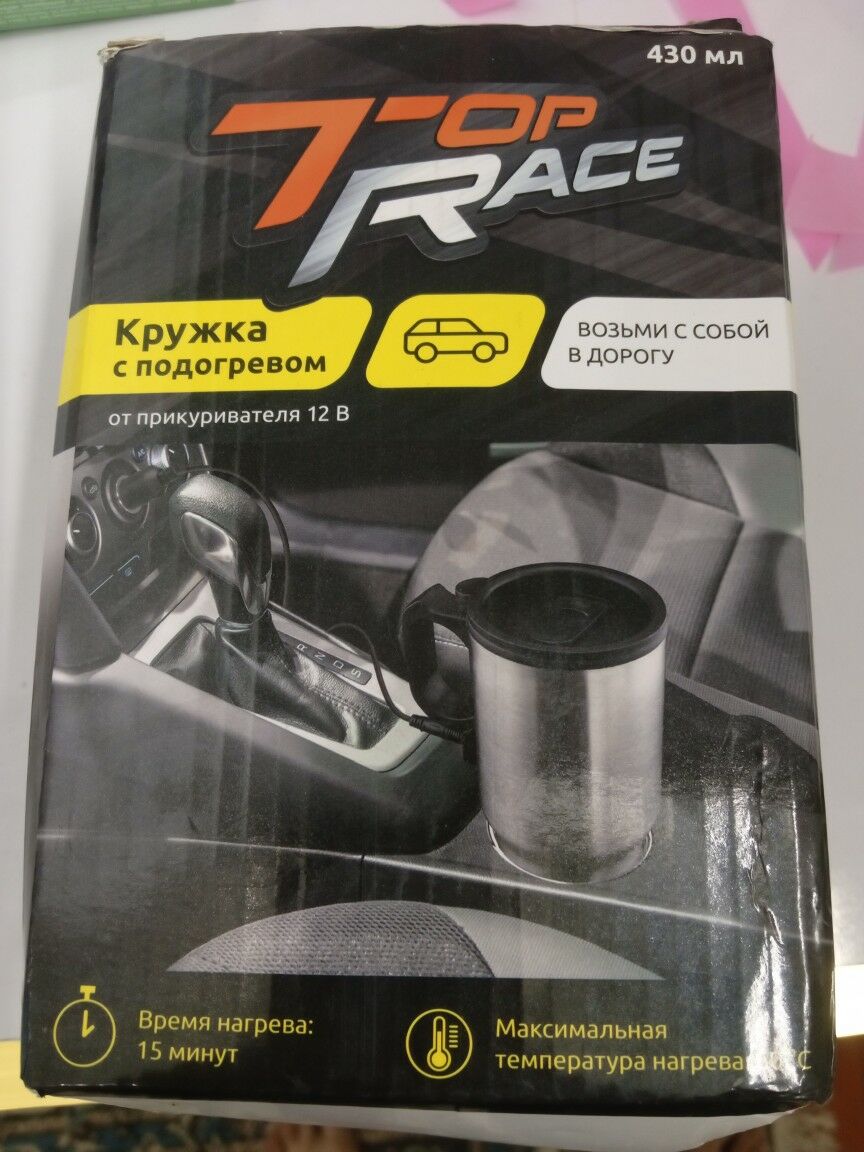 430 мл
TOP
RACE
Кружка
с подогревом
ВОЗЬМИ С СОБОЙ
В ДОРОГУ
от прикуривателя 12 В
R N D S
Время нагрева:
15 минут
Максимальная
температура нагрева